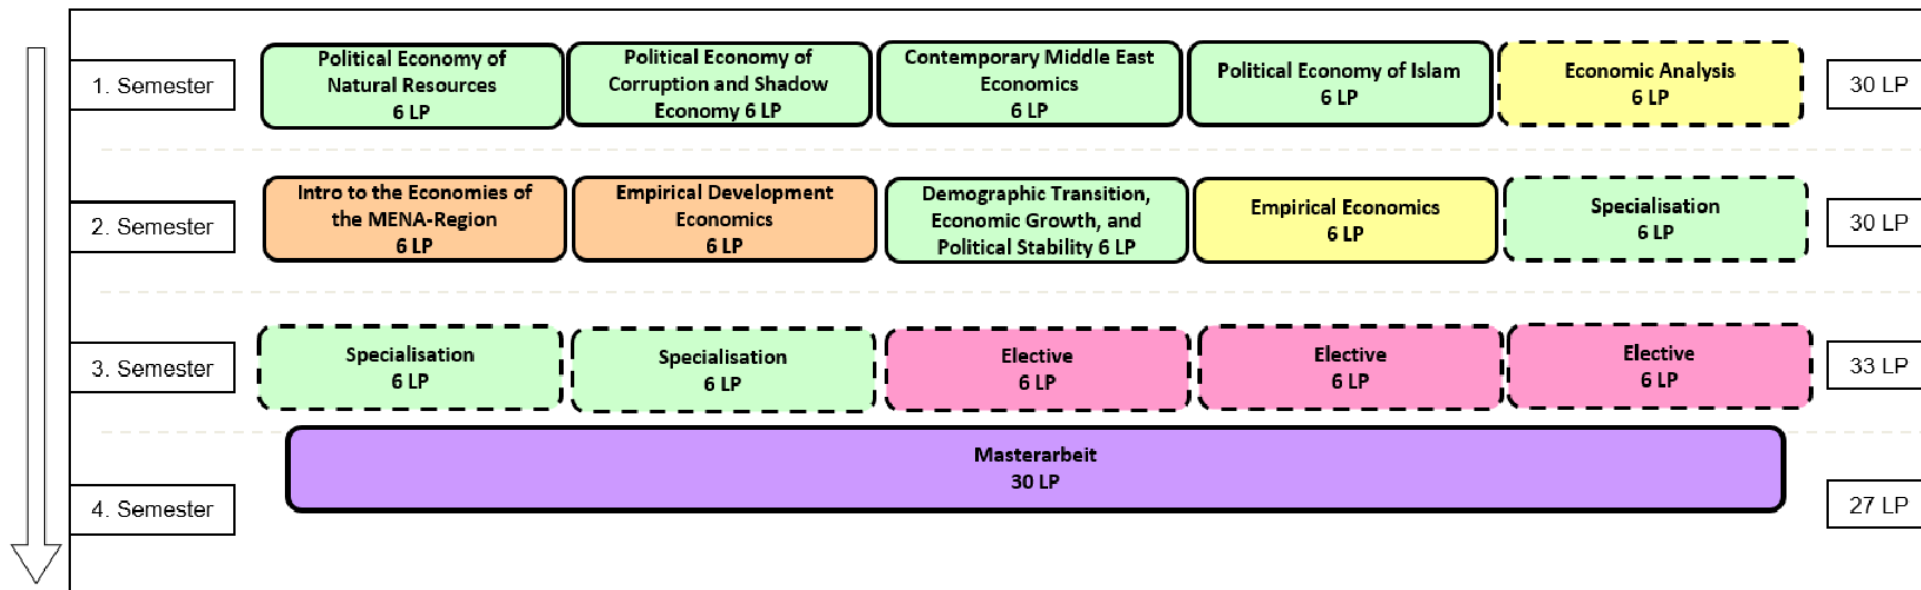 1. Semester
Political Economy of
Natural Resources
6 LP
Political Economy of
Corruption and Shadow
Economy 6 LP
Contemporary Middle East
Economics
6 LP
Political Economy of Islam
6 LP
Economic Analysis
6 LP
30 LP
2. Semester
Intro to the Economies of
the MENA-Region
6 LP
Empirical Development
Economics
6 LP
Demographic Transition,
Economic Growth, and
Political Stability 6 LP
Empirical Economics
6 LP
Specialisation
6 LP
30 LP
3. Semester
Specialisation
6 LP
Specialisation
6 LP
Elective
6 LP
Elective
6 LP
Elective
6 LP
33 LP
4. Semester
Masterarbeit
30 LP
27 LP